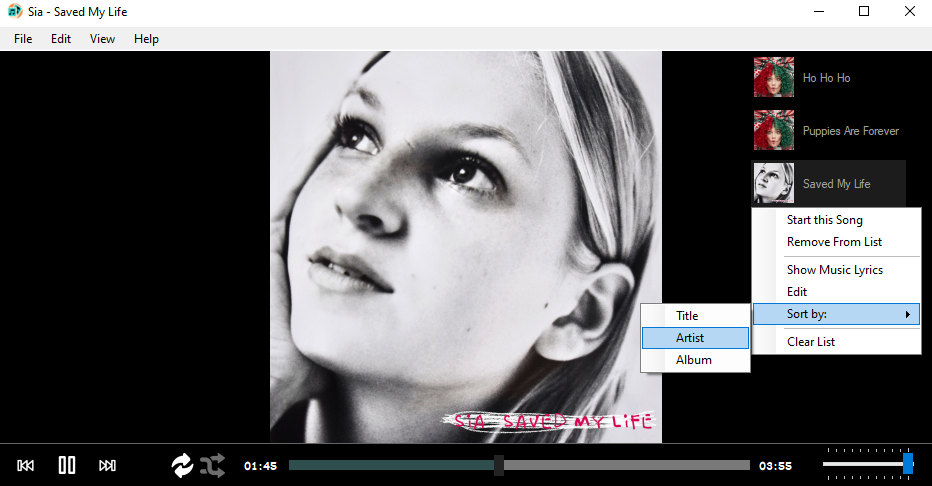 Sia - Saved My Life
File Edit View Help
Ho Ho Ho
Puppies Are Forever
Saved My Life
Start this Song
Remove From List
Show Music Lyrics
Edit
Sort by:
Clear List
Title
Artist
Album
SIA SAVED MY LiFE
01:45
03:55